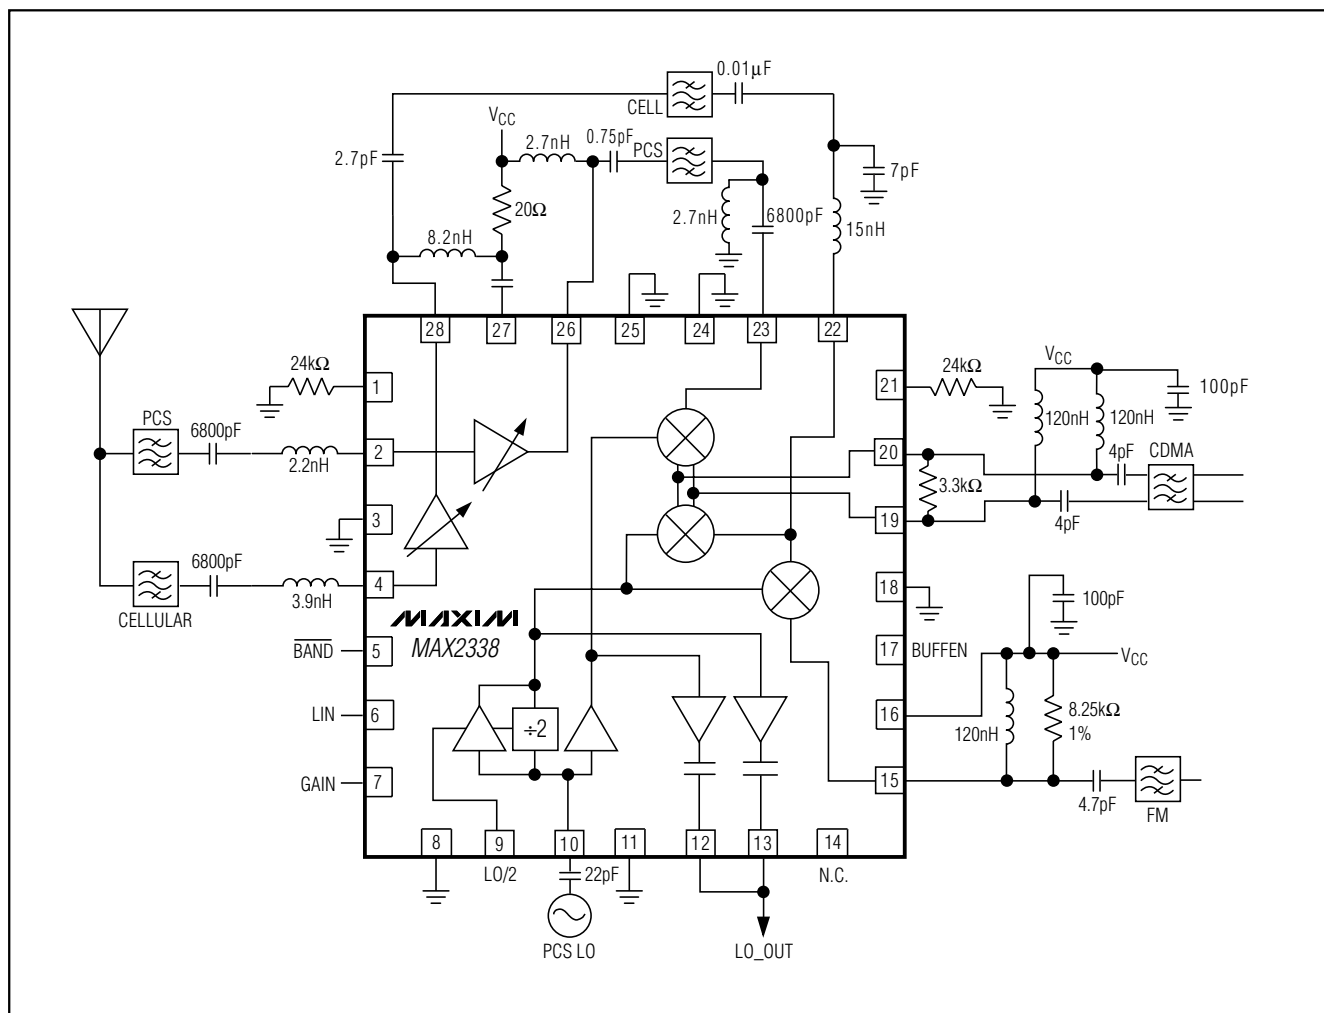 0.01µF
CELL
VCC
2.7nH
0.75pF
PCS
2.7pF
7pF
20Ω
2.7nH
6800pF
15nH
8.2nH
28
27
26
25
24
23
22
24kΩ
1
21
24kΩ
VCC
100pF
120nH
120nH
PCS
6800pF
2.2nH
2
20
3.3kΩ
4pF
CDMA
3
19
4pF
6800pF
3.9nH
4
CELLULAR
18
100pF
MAXIM
MAX2338
BAND
5
17
BUFFEN
VCC
LIN
6
÷2
16
120nH
8.25kΩ
1%
GAIN
7
15
4.7pF
FM
8
9
10
11
12
13
14
LO/2
22pF
N.C.
PCS LO
LO_OUT